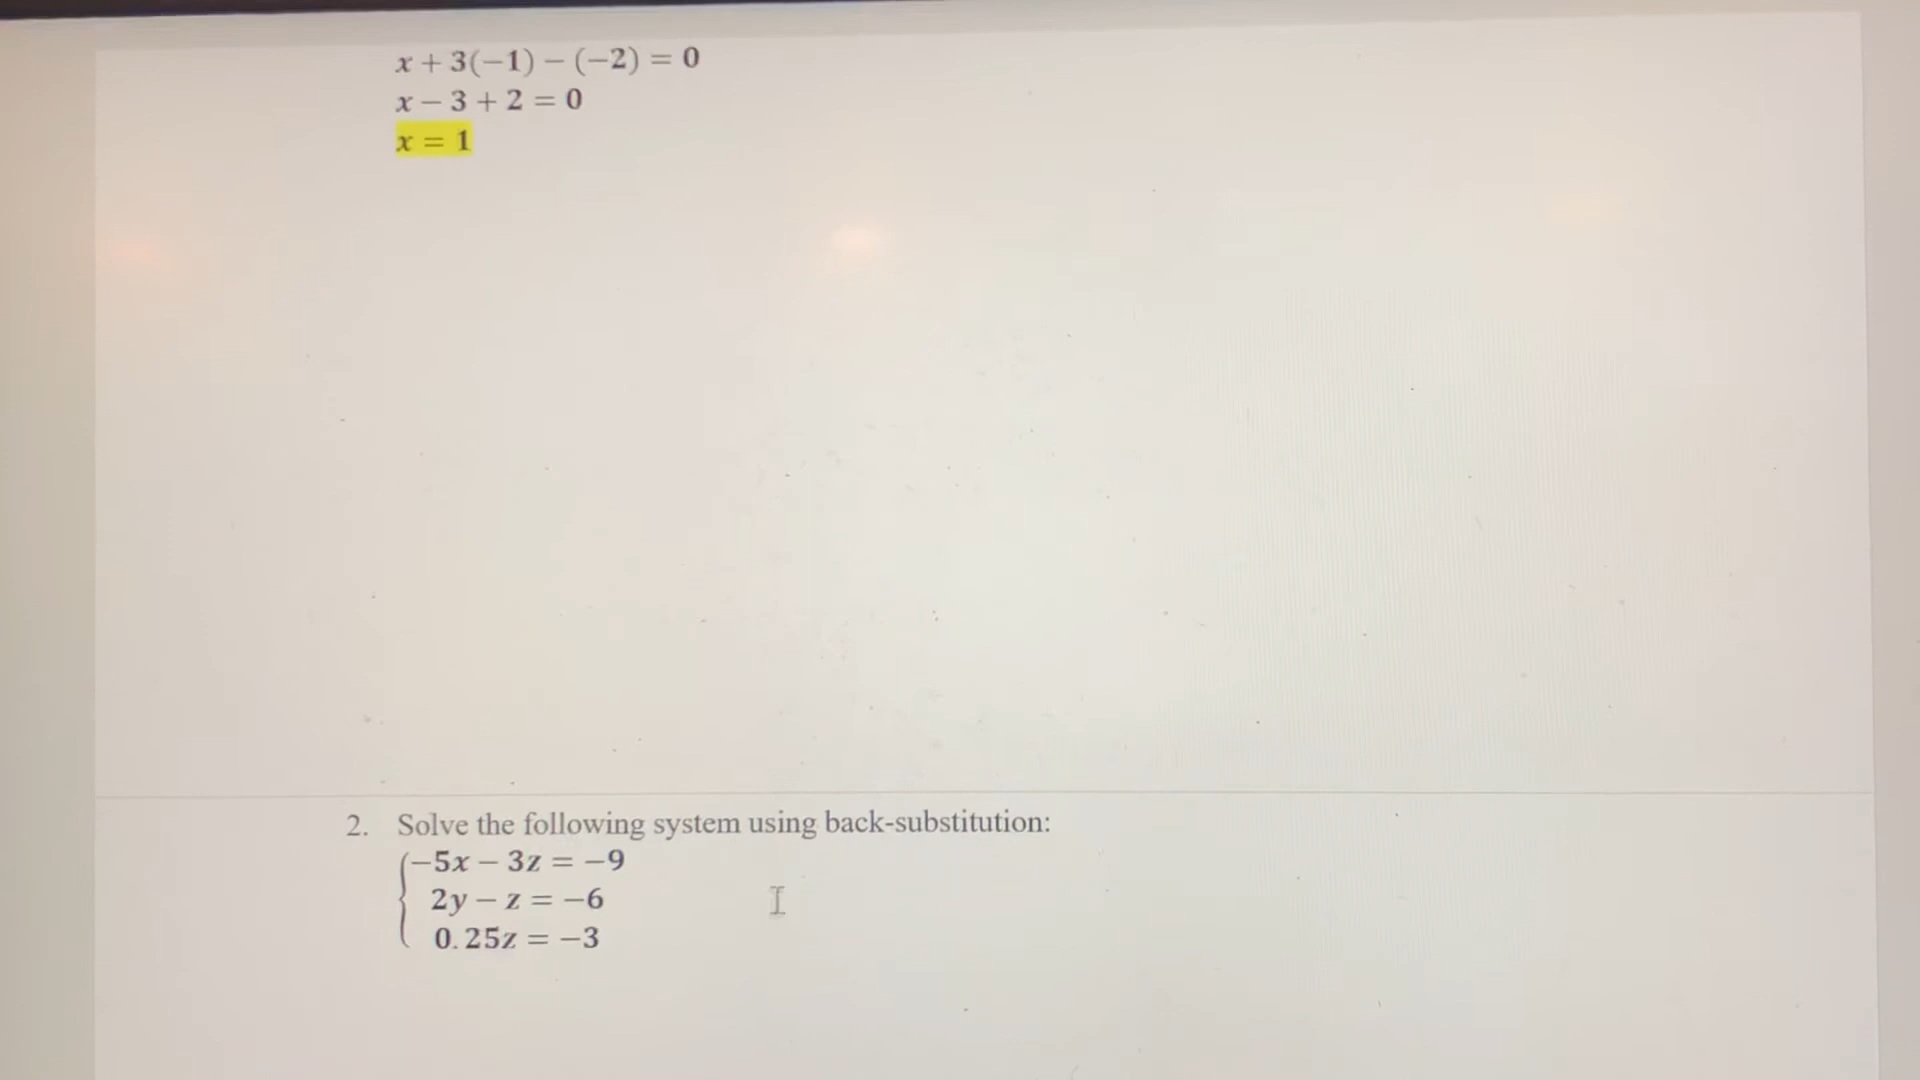 x + 3(−1) − (−2) = 0
x − 3 + 2 = 0
x = 1
2. Solve the following system using back-substitution:
−5x − 3z = −9
2y − z = −6
0.25z = −3